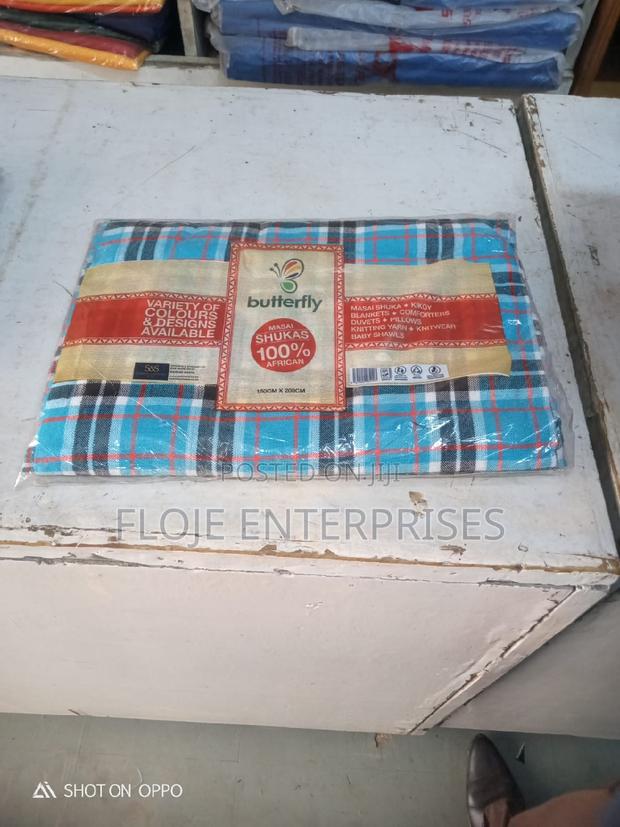 VARIETY OF
COLOURS
& DESIGNS
AVAILABLE
butterfly
MASAI
SHUKAS
100%
AFRICAN
150CM X 200CM
MASAI SHUKA + KIKOY
BLANKETS + COMFORTERS
DUVETS + PILLOWS
KNITTING YARN + KNITWEAR
BABY SHAWLS
POSTED ON JIJI
ELOJE ENTERPRISES
SHOT ON OPPO